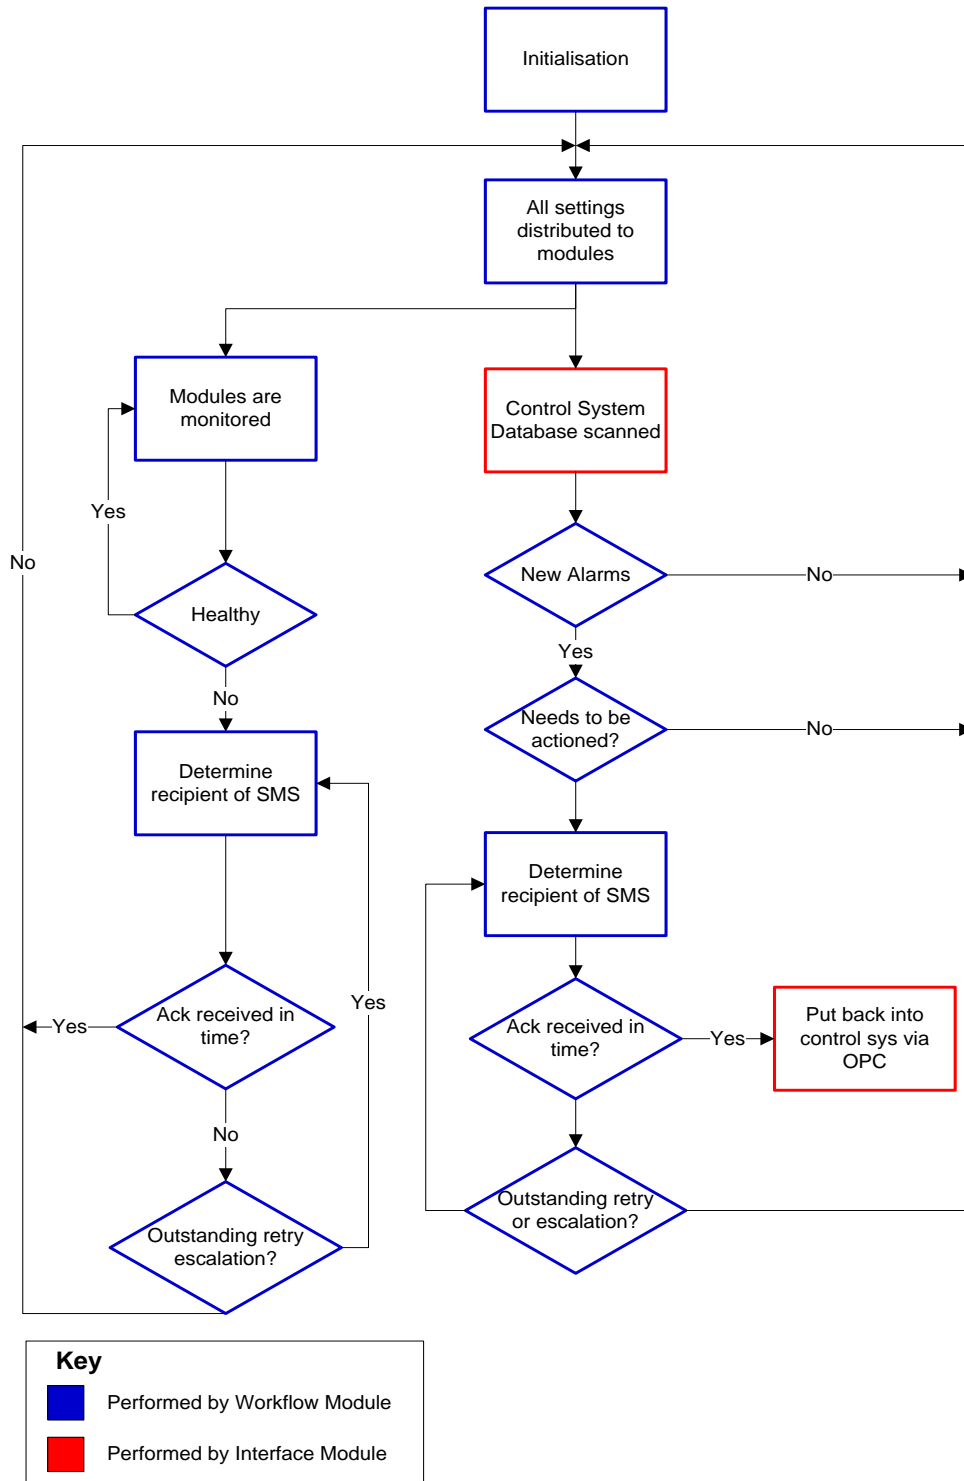 Initialisation
All settings
distributed to
modules
Modules are
monitored
Control System
Database scanned
Yes
No
New Alarms
No
Healthy
Yes
No
Needs to be
actioned?
No
Determine
recipient of SMS
Determine
recipient of SMS
Yes
Yes
Ack received in
time?
Ack received in
time?
Yes
Put back into
control sys via
OPC
No
Outstanding retry
or escalation?
Outstanding retry
escalation?
Key
Performed by Workflow Module
Performed by Interface Module